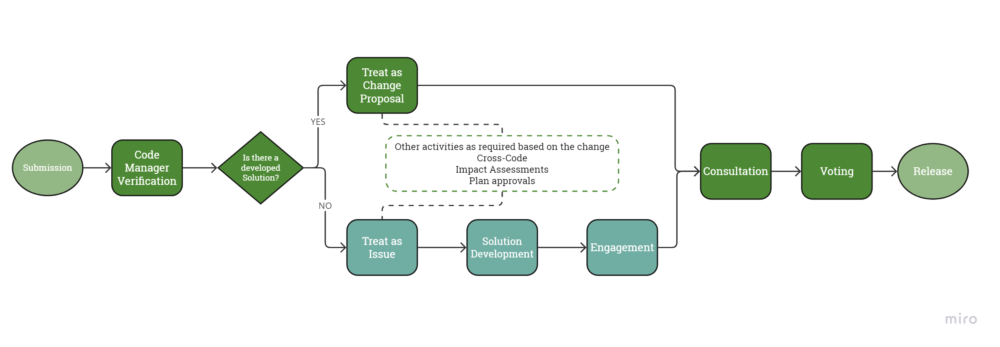 Submission
Code
Manager
Verification
Is there a
developed
Solution?
YES
NO
Treat as
Change
Proposal
Other activities as required based on the change
Cross-Code
Impact Assessments
Plan approvals
Treat as
Issue
Solution
Development
Engagement
Consultation
Voting
Release
miro